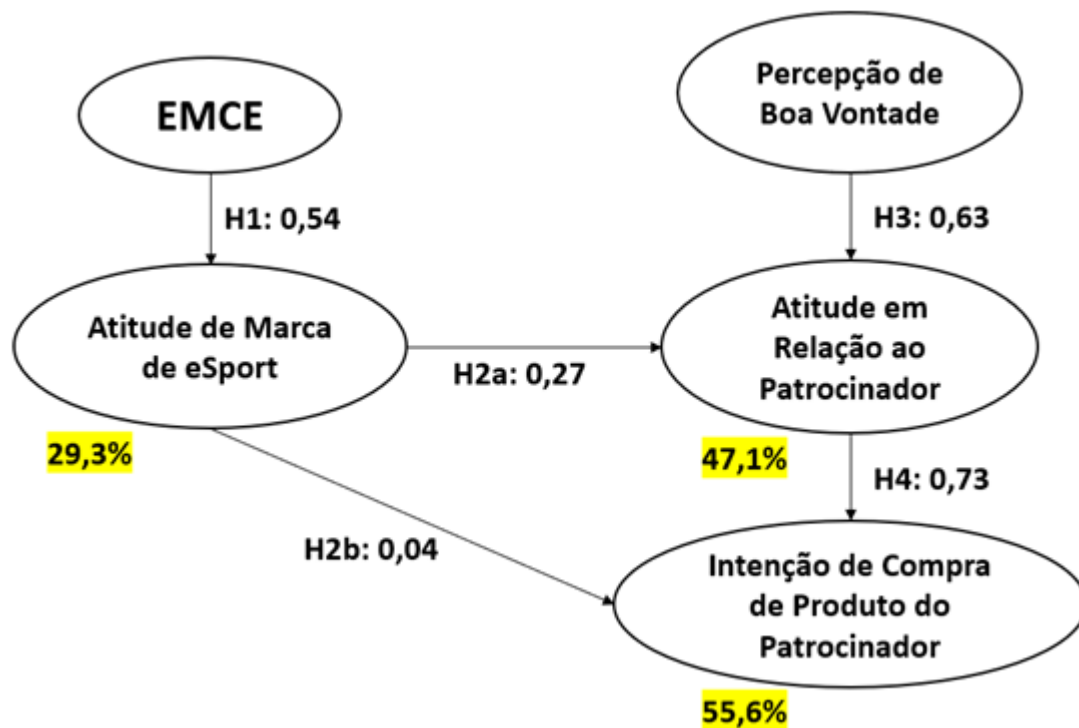 EMCE
Percepção de
Boa Vontade
H1: 0,54
H3: 0,63
Atitude de Marca
de eSport
H2a: 0,27
Atitude em
Relação ao
Patrocinador
29,3%
47,1%
H4: 0,73
H2b: 0,04
Intenção de Compra
de Produto do
Patrocinador
55,6%